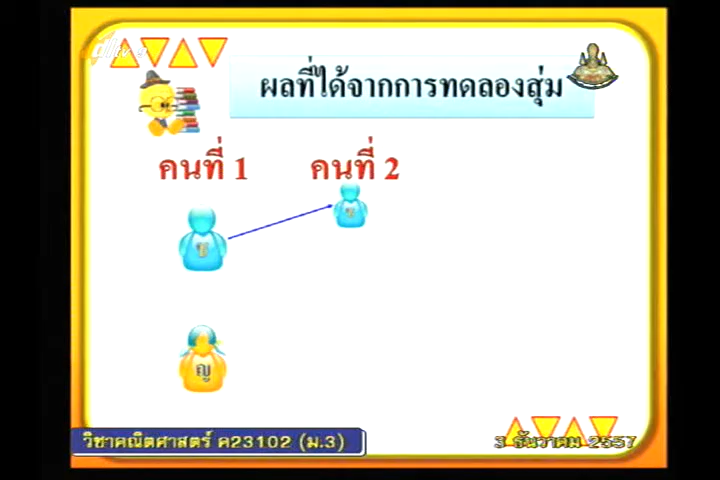 ผลที่ได้จากการทดลองสุ่ม
คนที่ 1 คนที่ 2
ช
ช
ญ
วิชาคณิตศาสตร์ ค23102 (ม.3)
3 ธันวาคม 2557